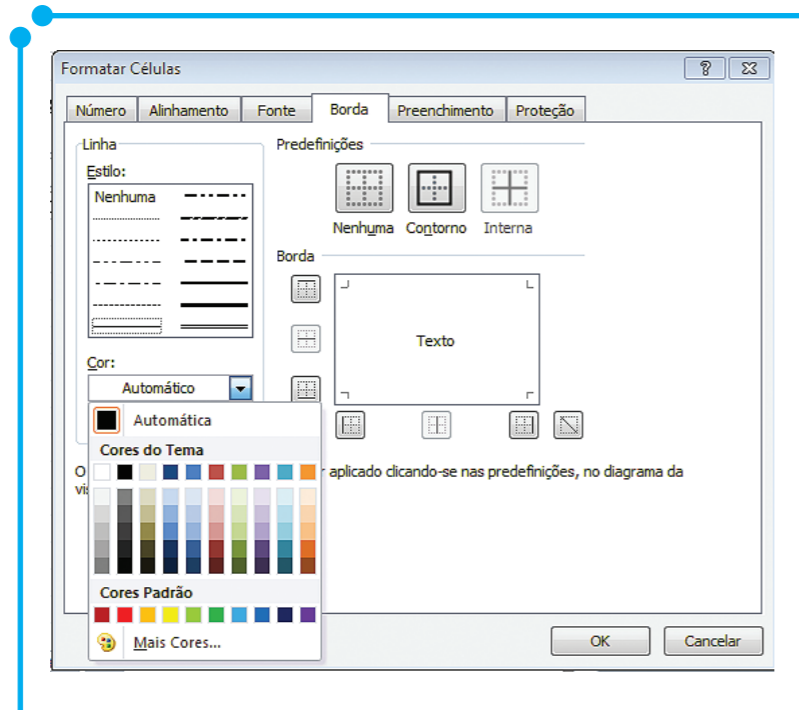 Formatar Células
Número Alinhamento Fonte Borda Preenchimento Proteção
Linha
Estilo:
Nenhuma
Predefinições
Nenhuma Contorno Interna
Borda
Texto
Cor:
Automático
Automática
Cores do Tema
O
aplicado clicando-se nas predefinições, no diagrama da
Cores Padrão
Mais Cores...
OK Cancelar